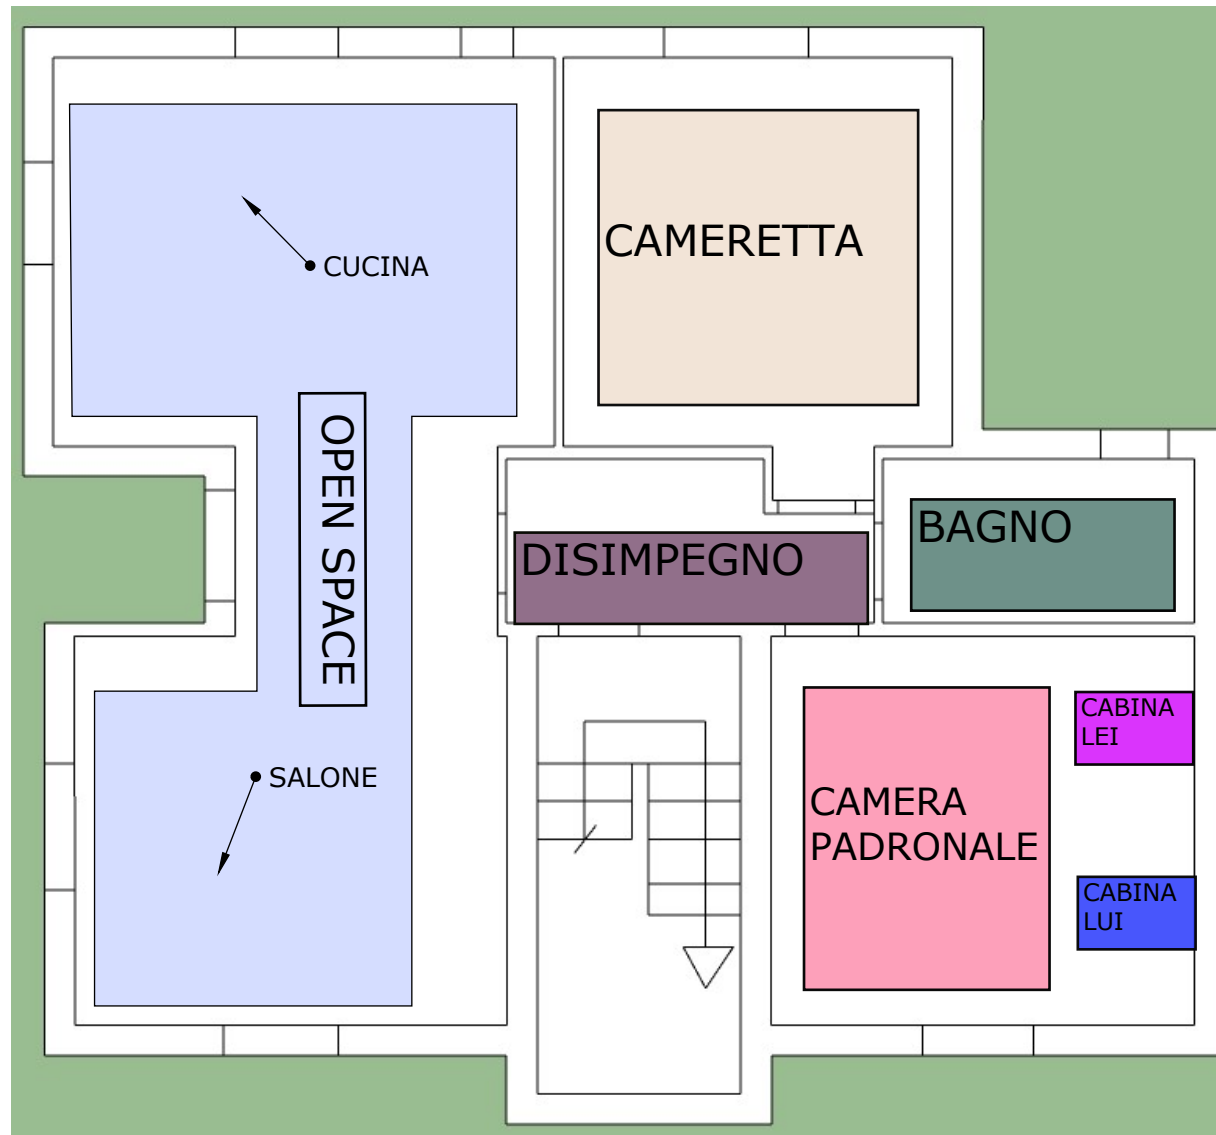 CAMERETTA
CUCINA
OPEN SPACE
BAGNO
DISIMPEGNO
SALONE
CABINA
LEI
CAMERA
PADRONALE
CABINA
LUI